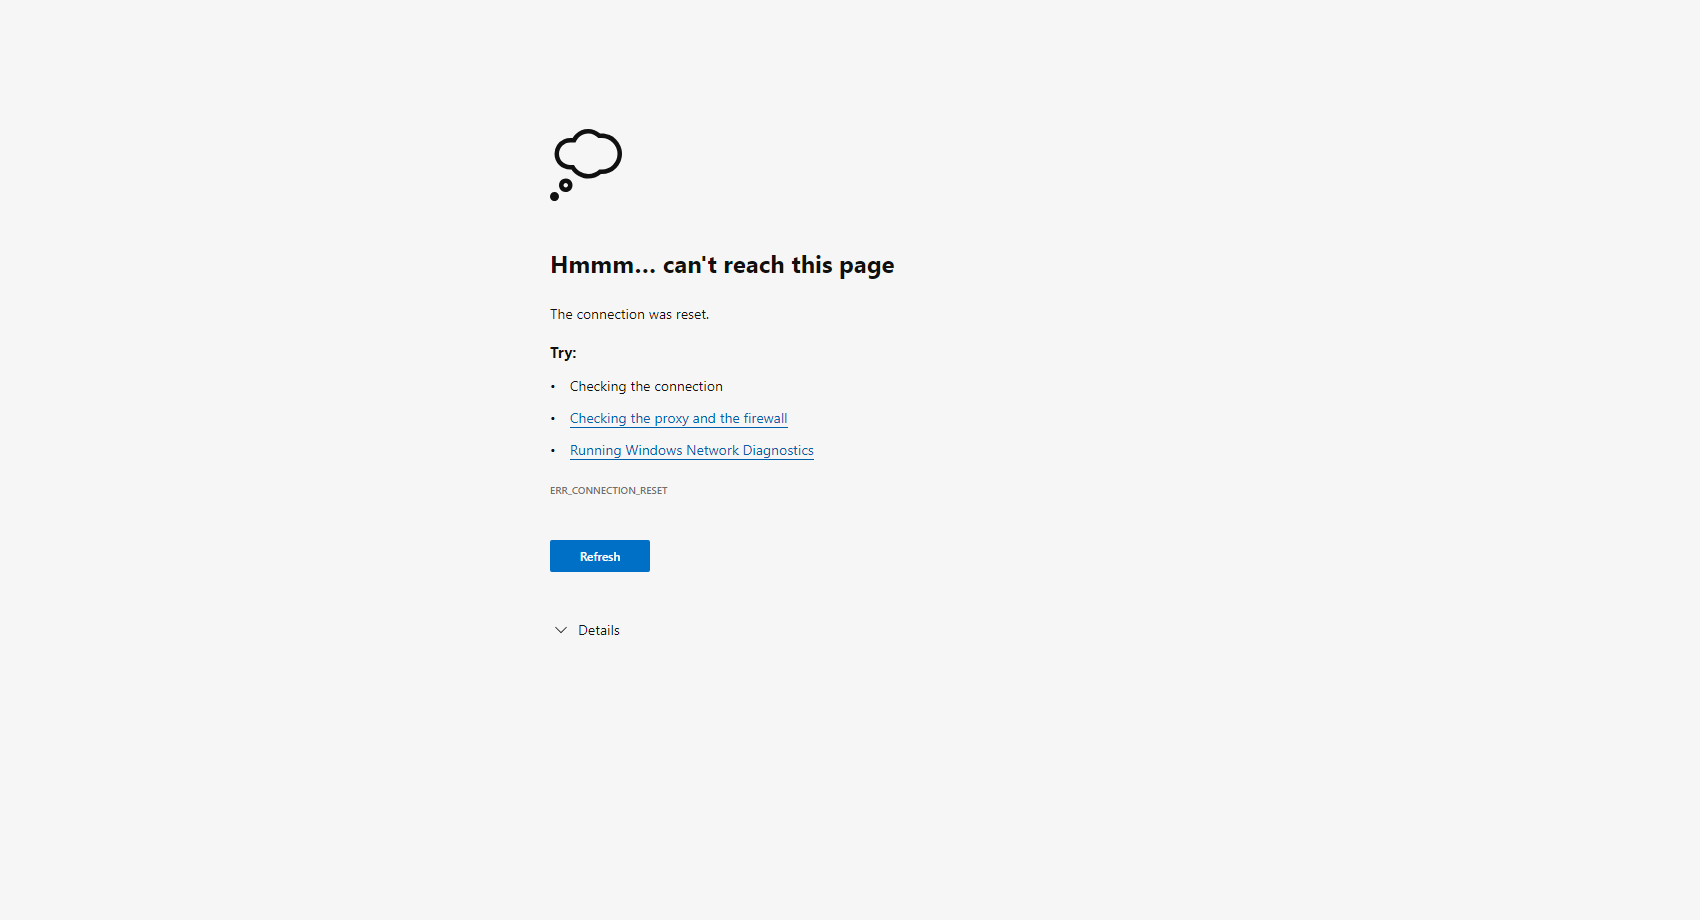 Hmmm... can't reach this page
The connection was reset.
Try:
• Checking the connection
• Checking the proxy and the firewall
• Running Windows Network Diagnostics
ERR_CONNECTION_RESET
Refresh
Details